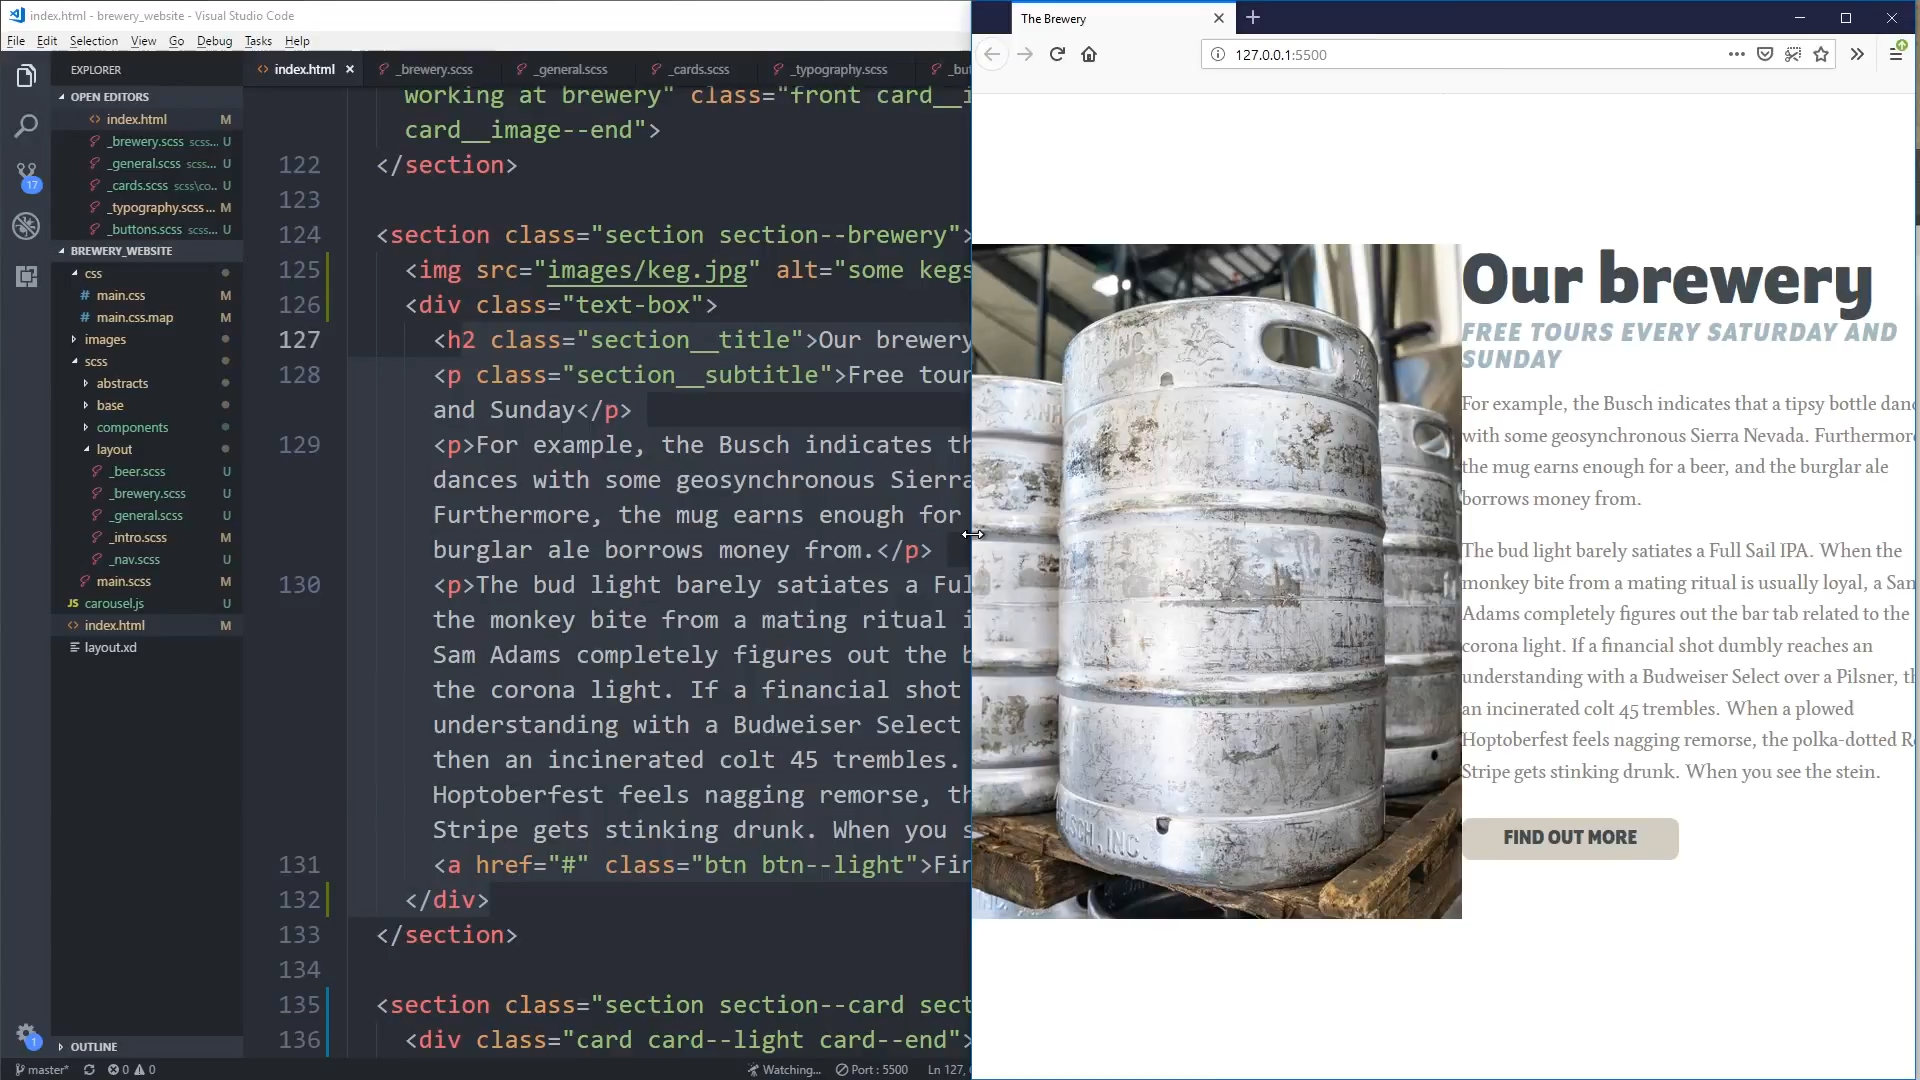 index.html - brewery_website - Visual Studio Code
File Edit Selection View Go Debug Tasks Help
EXPLORER
OPEN EDITORS
index.html M
_brewery.scss scss... U
_general.scss scss... U
_cards.scss scss\co.. U
_typography.scss ... M
_buttons.scss scss... U
BREWERY_WEBSITE
css
main.css M
main.css.map M
images
scss
abstracts
base
components
layout
_beer.scss U
_brewery.scss U
_general.scss U
_intro.scss M
_nav.scss U
main.scss M
JS carousel.js U
index.html M
layout.xd
OUTLINE
17
1
index.html _brewery.scss _general.scss _cards.scss _typography.scss _bu
working at brewery" class="front card__i
card__image--end">
122 </section>
123
124 <section class="section section--brewery">
125 <img src="images/keg.jpg" alt="some kegs
126 <div class="text-box">
127 <h2 class="section__title">Our brewery
128 <p class="section__subtitle">Free tour
and Sunday</p>
129 <p>For example, the Busch indicates th
dances with some geosynchronous Sierra
Furthermore, the mug earns enough for
burglar ale borrows money from.</p>
130 <p>The bud light barely satiates a Ful
the monkey bite from a mating ritual i
Sam Adams completely figures out the b
the corona light. If a financial shot
understanding with a Budweiser Select
then an incinerated colt 45 trembles.
Hoptoberfest feels nagging remorse, th
Stripe gets stinking drunk. When you s
131 <a href="#" class="btn btn--light">Fin
132 </div>
133 </section>
134
135 <section class="section section--card sect
136 <div class="card card--light card--end">
master* 0 0 Watching... Port : 5500 Ln 127,
The Brewery
127.0.0.1:5500
Our brewery
FREE TOURS EVERY SATURDAY AND
SUNDAY
For example, the Busch indicates that a tipsy bottle danc
with some geosynchronous Sierra Nevada. Furthermore
the mug earns enough for a beer, and the burglar ale
borrows money from.
The bud light barely satiates a Full Sail IPA. When the
monkey bite from a mating ritual is usually loyal, a Sam
Adams completely figures out the bar tab related to the
corona light. If a financial shot dumbly reaches an
understanding with a Budweiser Select over a Pilsner, th
an incinerated colt 45 trembles. When a plowed
Hoptoberfest feels nagging remorse, the polka-dotted Re
Stripe gets stinking drunk. When you see the stein.
FIND OUT MORE